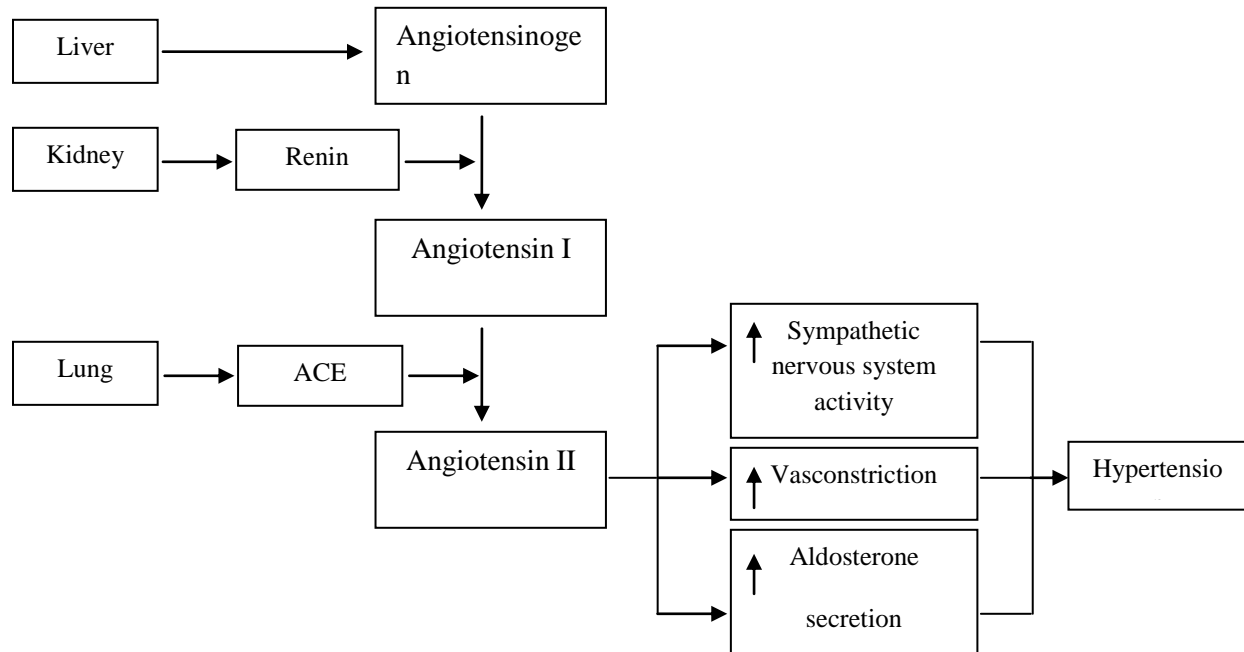 Liver
Angiotensinoge
n
Kidney
Renin
Angiotensin I
Lung
ACE
Angiotensin II
Sympathetic
nervous system
activity
Vasconstriction
Aldosterone
secretion
Hypertensio